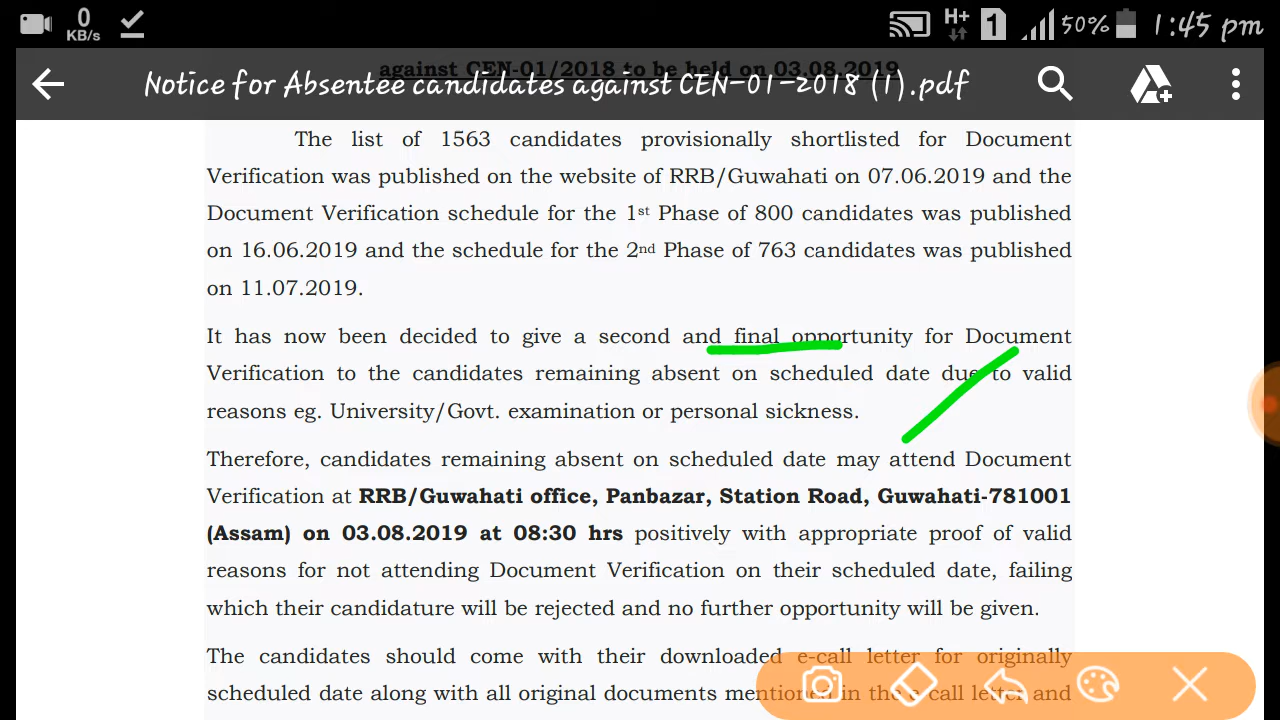 0
KB/s
H+
1
50%
1:45 pm
against CEN-01/2018 to be held on 03.08.2019
Notice for Absentee candidates against CEN-01-2018 (1).pdf
The list of 1563 candidates provisionally shortlisted for Document
Verification was published on the website of RRB/Guwahati on 07.06.2019 and the
Document Verification schedule for the 1st Phase of 800 candidates was published
on 16.06.2019 and the schedule for the 2nd Phase of 763 candidates was published
on 11.07.2019.
It has now been decided to give a second and final opportunity for Document
Verification to the candidates remaining absent on scheduled date due to valid
reasons eg. University/Govt. examination or personal sickness.
Therefore, candidates remaining absent on scheduled date may attend Document
Verification at RRB/Guwahati office, Panbazar, Station Road, Guwahati-781001
(Assam) on 03.08.2019 at 08:30 hrs positively with appropriate proof of valid
reasons for not attending Document Verification on their scheduled date, failing
which their candidature will be rejected and no further opportunity will be given.
The candidates should come with their downloaded e-call letter for originally
scheduled date along with all original documents mentioned in the e-call letter and